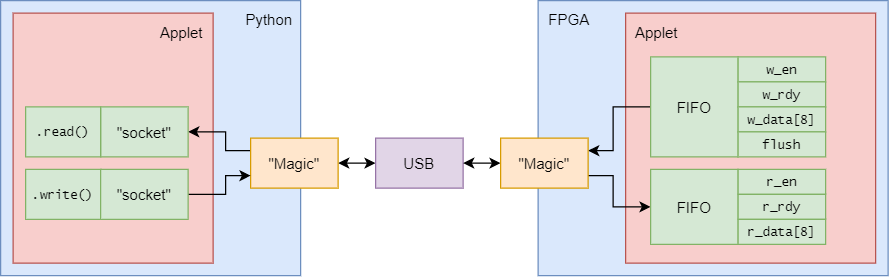 Python
Applet
.read()
"socket"
.write()
"socket"
"Magic"
USB
"Magic"
FPGA
Applet
FIFO
w_en
w_rdy
w_data[8]
flush
FIFO
r_en
r_rdy
r_data[8]